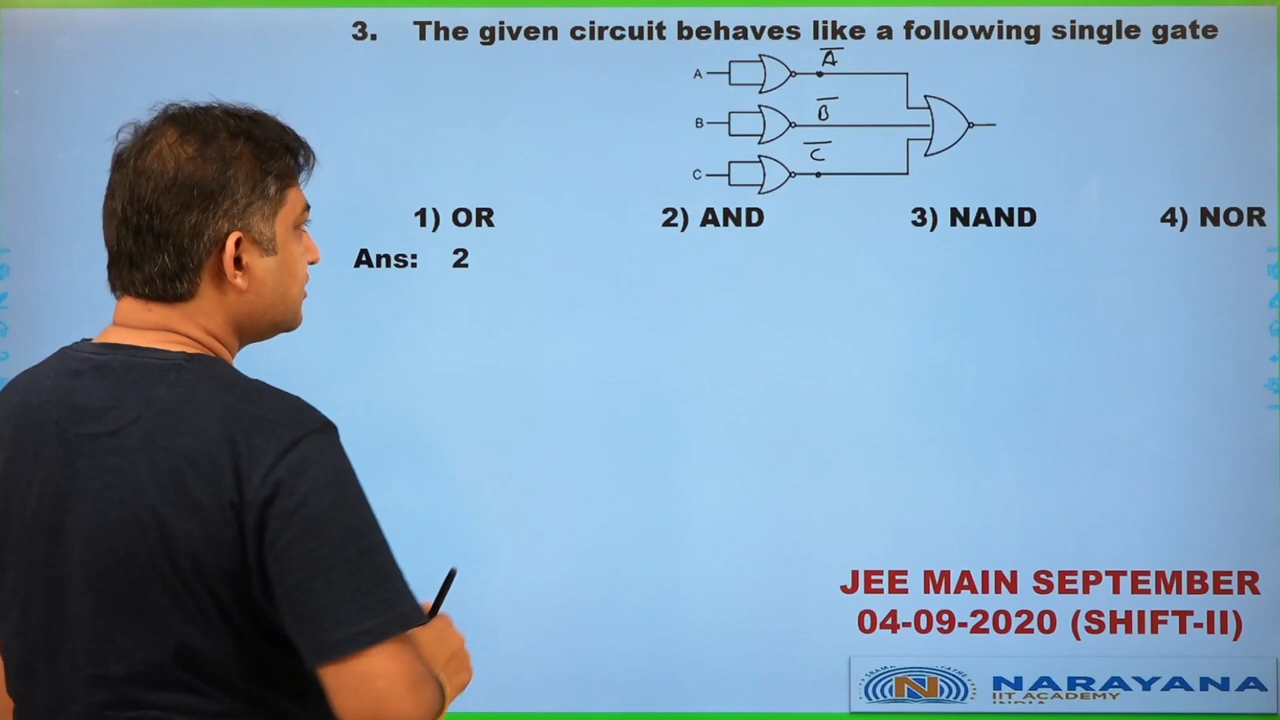 3. The given circuit behaves like a following single gate
A
A̅
B
B̅
C
C̅
1) OR 2) AND 3) NAND 4) NOR
Ans: 2
JEE MAIN SEPTEMBER
04-09-2020 (SHIFT-II)
N NARAYANA
IIT ACADEMY
INDIA